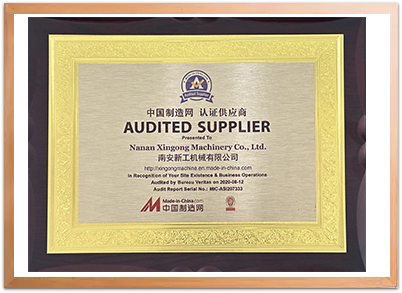 Audited Supplier
中国制造网 认证供应商
AUDITED SUPPLIER
Presented To
Nanan Xingong Machinery Co., Ltd.
南安新工机械有限公司
http://xingongmachine.en.made-in-china.com
In Recognition of Your Site Existence & Business Operations
Audited by Bureau Veritas on 2020-08-12
Audit Report Serial No.: MIC-ASI207333
Made-in-China.com
中国制造网